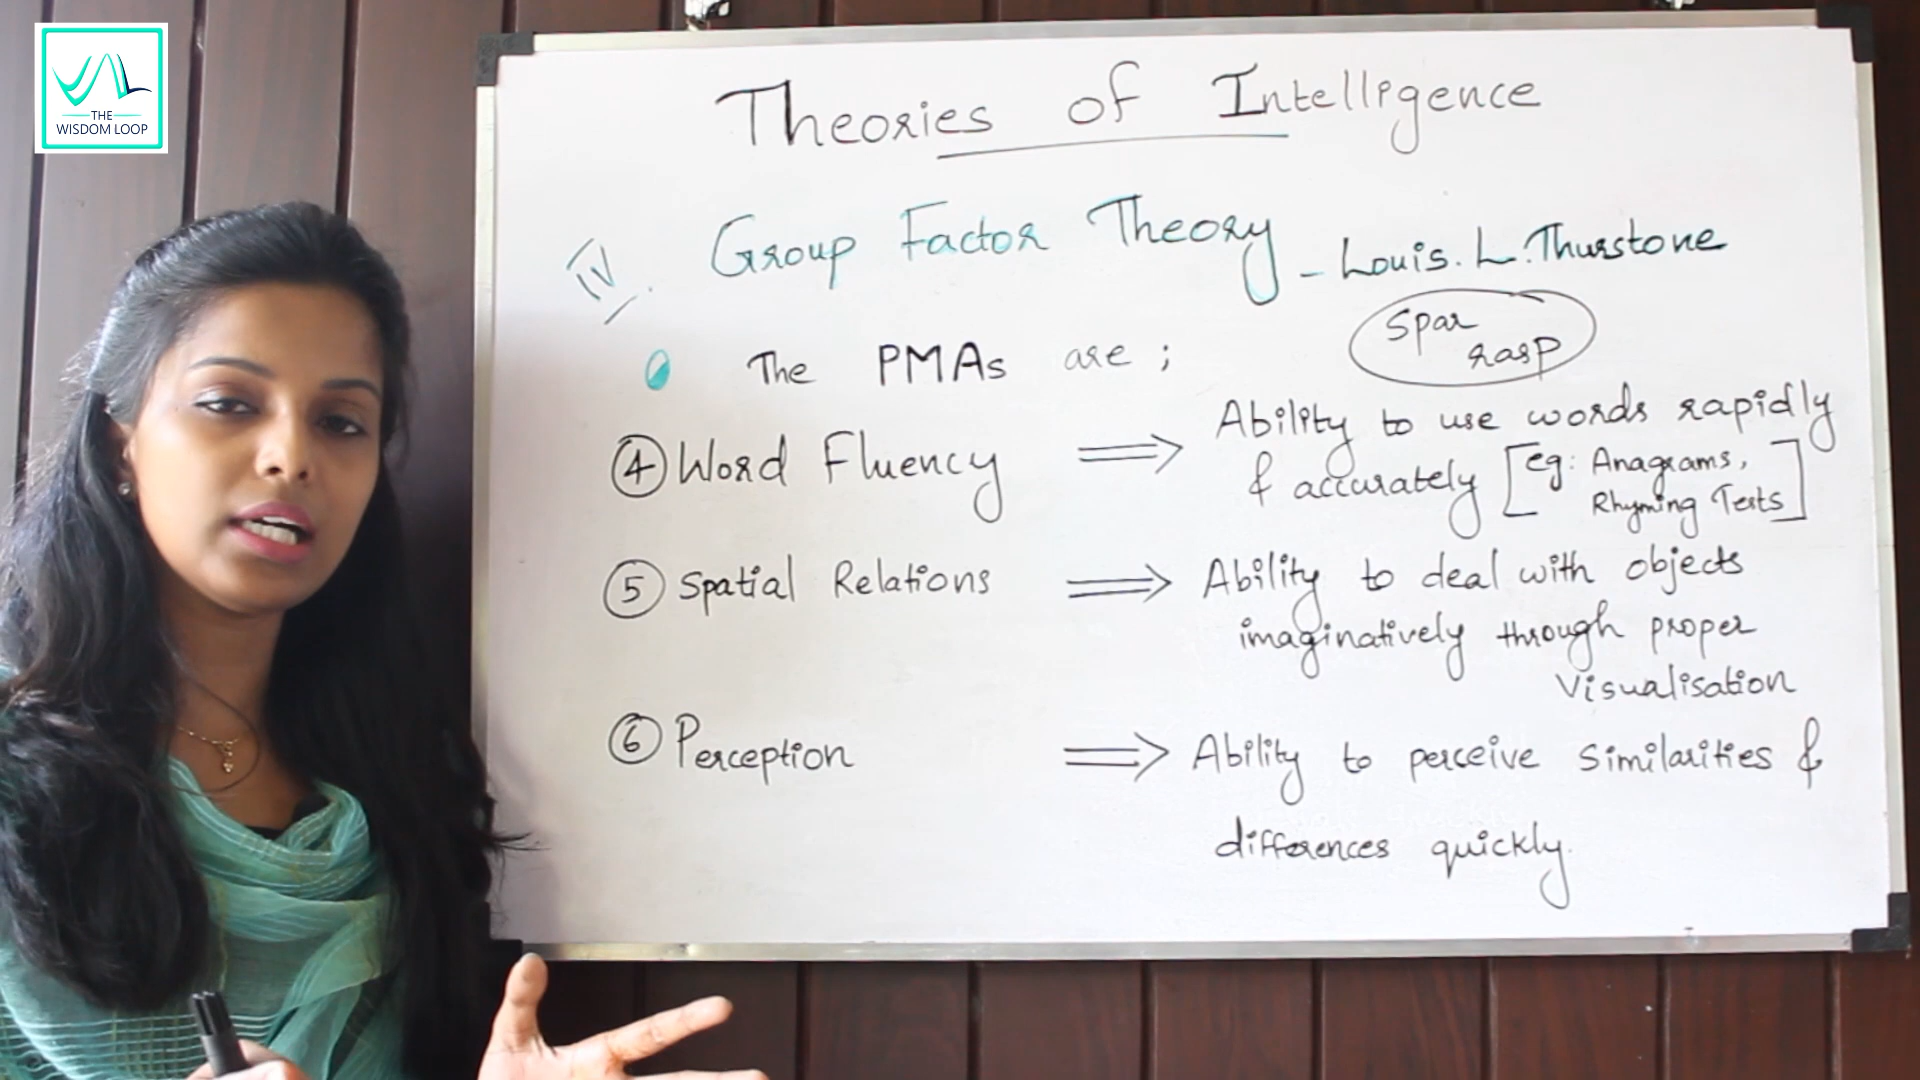 THE
WISDOM LOOP
Theories of Intelligence
IV. Group Factor Theory - Louis. L. Thurstone
The PMAs are ;
Spar
rasp
④ Word Fluency ⟹ Ability to use words rapidly
& accurately [eg: Anagrams,
Rhyming Tests]
⑤ Spatial Relations ⟹ Ability to deal with objects
imaginatively through proper
Visualisation
⑥ Perception ⟹ Ability to perceive Similarities &
differences quickly.